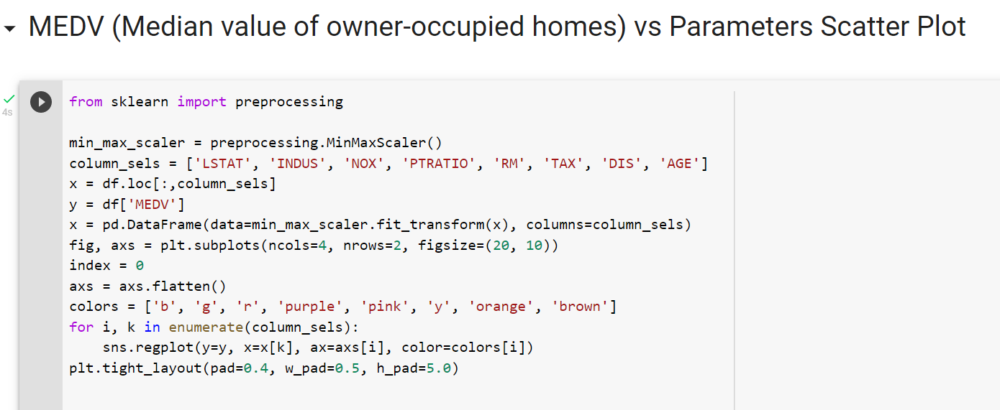 MEDV (Median value of owner-occupied homes) vs Parameters Scatter Plot
4s
from sklearn import preprocessing
min_max_scaler = preprocessing.MinMaxScaler()
column_sels = ['LSTAT', 'INDUS', 'NOX', 'PTRATIO', 'RM', 'TAX', 'DIS', 'AGE']
x = df.loc[:,column_sels]
y = df['MEDV']
x = pd.DataFrame(data=min_max_scaler.fit_transform(x), columns=column_sels)
fig, axs = plt.subplots(ncols=4, nrows=2, figsize=(20, 10))
index = 0
axs = axs.flatten()
colors = ['b', 'g', 'r', 'purple', 'pink', 'y', 'orange', 'brown']
for i, k in enumerate(column_sels):
    sns.regplot(y=y, x=x[k], ax=axs[i], color=colors[i])
plt.tight_layout(pad=0.4, w_pad=0.5, h_pad=5.0)